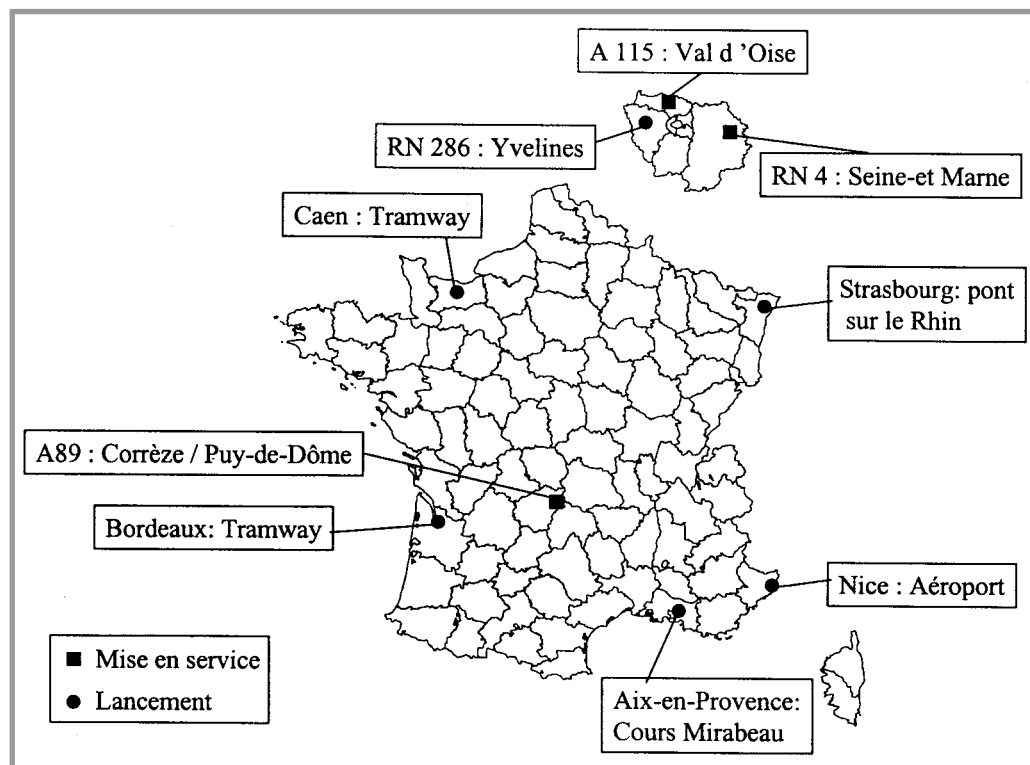 A 115 : Val d 'Oise
RN 286 : Yvelines
RN 4 : Seine-et Marne
Caen : Tramway
Strasbourg: pont
sur le Rhin
A89 : Corrèze / Puy-de-Dôme
Bordeaux: Tramway
Nice : Aéroport
Mise en service
Lancement
Aix-en-Provence:
Cours Mirabeau